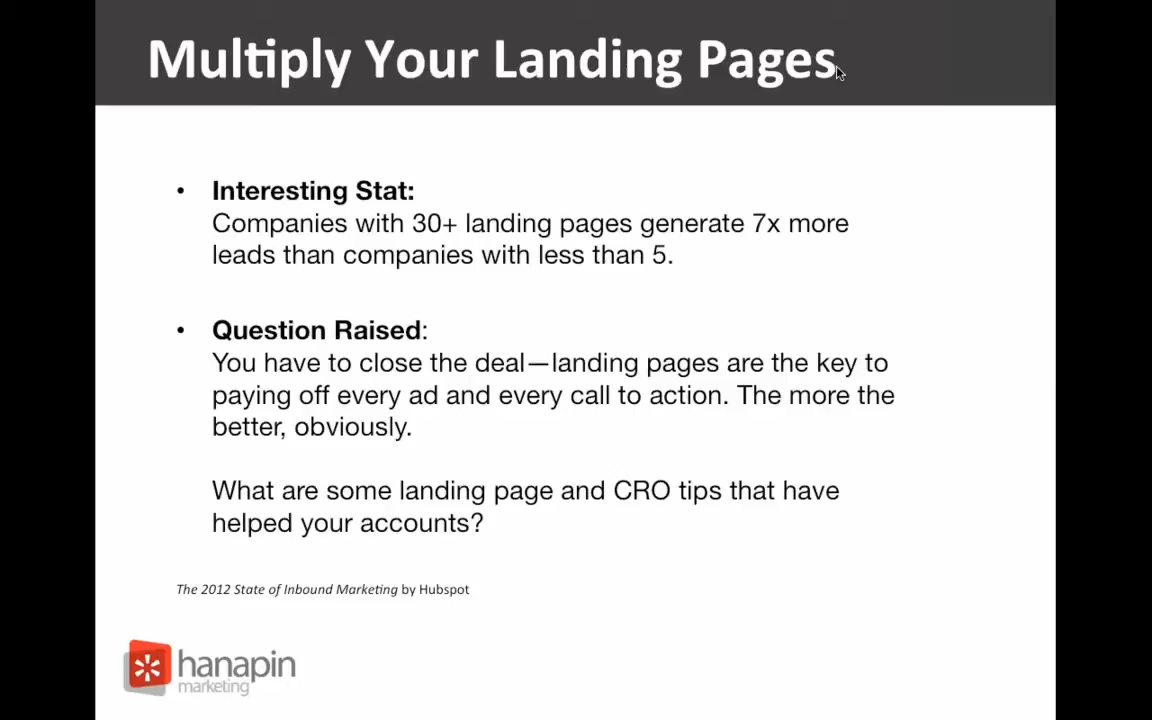 Multiply Your Landing Pages
• Interesting Stat:
Companies with 30+ landing pages generate 7x more
leads than companies with less than 5.
• Question Raised:
You have to close the deal—landing pages are the key to
paying off every ad and every call to action. The more the
better, obviously.
What are some landing page and CRO tips that have
helped your accounts?
The 2012 State of Inbound Marketing by Hubspot
hanapin
marketing